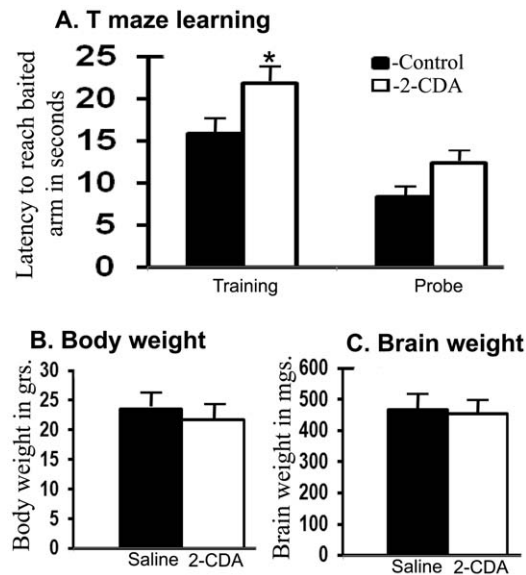 A. T maze learning
Latency to reach baited
arm in seconds
25
20
15
10
5
0
*
-Control
-2-CDA
Training Probe
B. Body weight
Body weight in grs.
30
25
20
15
10
5
0
Saline 2-CDA
C. Brain weight
Brain weight in mgs.
600
500
400
300
200
100
0
Saline 2-CDA